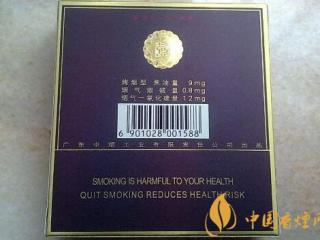 烤烟型 焦油量 9mg
烟气烟碱量 0.8mg
烟气一氧化碳量 12mg
6 901028 001588
广东中烟工业有限责任公司出品
SMOKING IS HARMFUL TO YOUR HEALTH
QUIT SMOKING REDUCES HEALTH RISK
中国香烟网